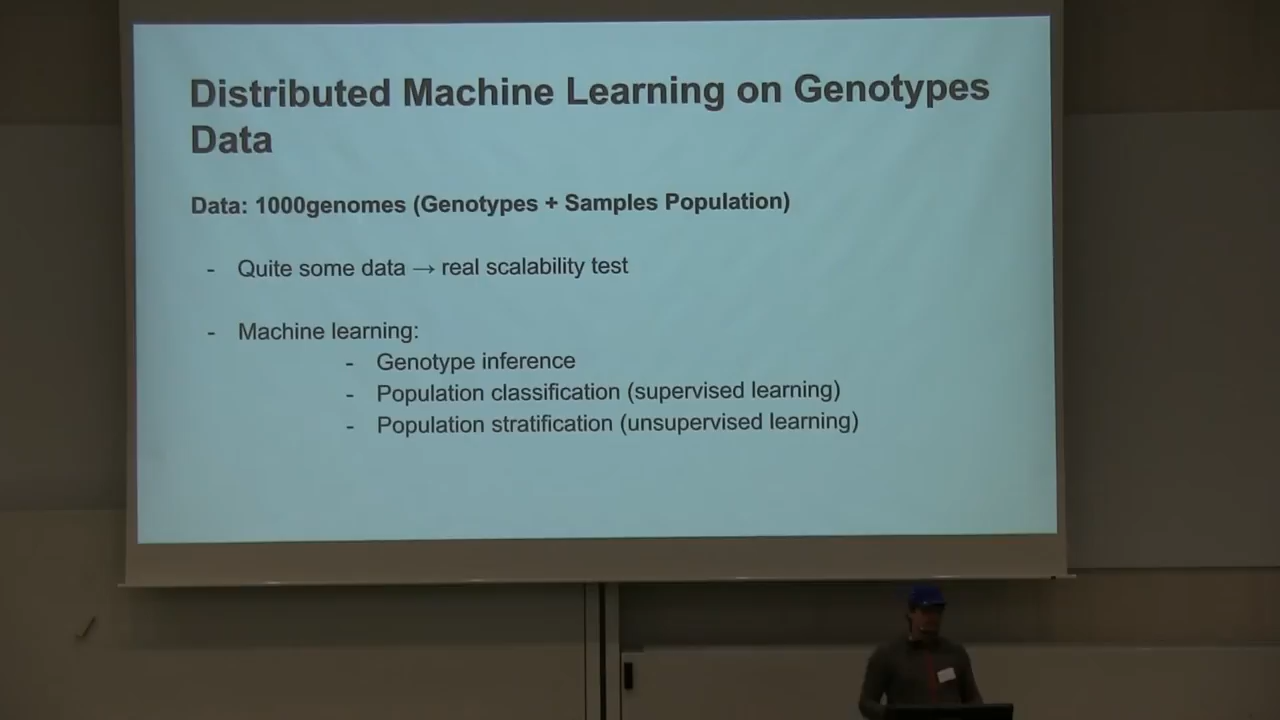 Distributed Machine Learning on Genotypes
Data
Data: 1000genomes (Genotypes + Samples Population)
- Quite some data → real scalability test
- Machine learning:
- Genotype inference
- Population classification (supervised learning)
- Population stratification (unsupervised learning)